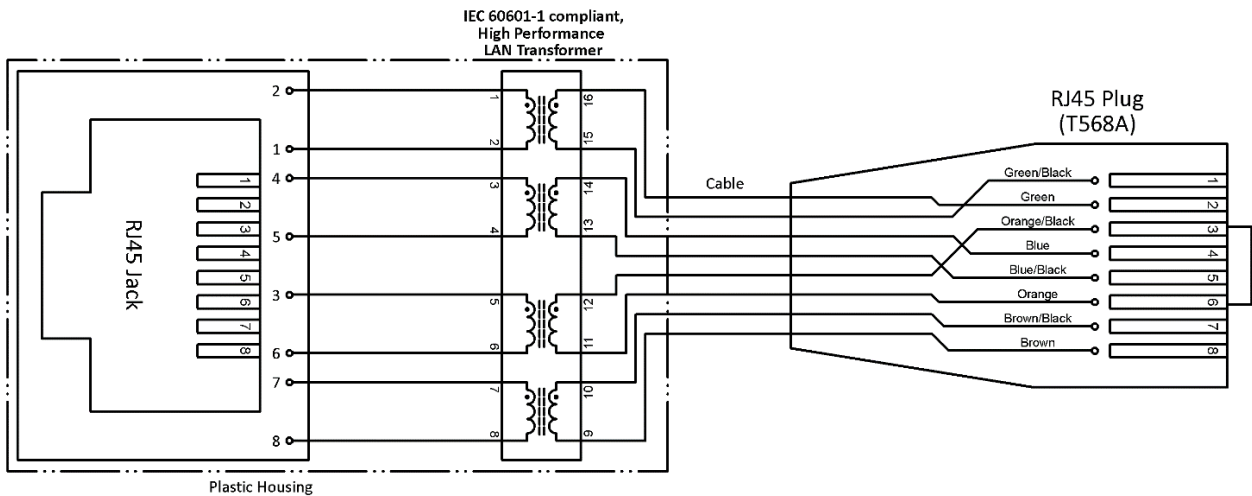 IEC 60601-1 compliant,
High Performance
LAN Transformer
RJ45 Plug
(T568A)
RJ45 Jack
1
2
3
4
5
6
7
8
2
1
4
5
3
6
7
8
1
2
3
4
5
6
7
8
16
15
14
13
12
11
10
9
Cable
Green/Black
Green
Orange/Black
Blue
Blue/Black
Orange
Brown/Black
Brown
1
2
3
4
5
6
7
8
Plastic Housing